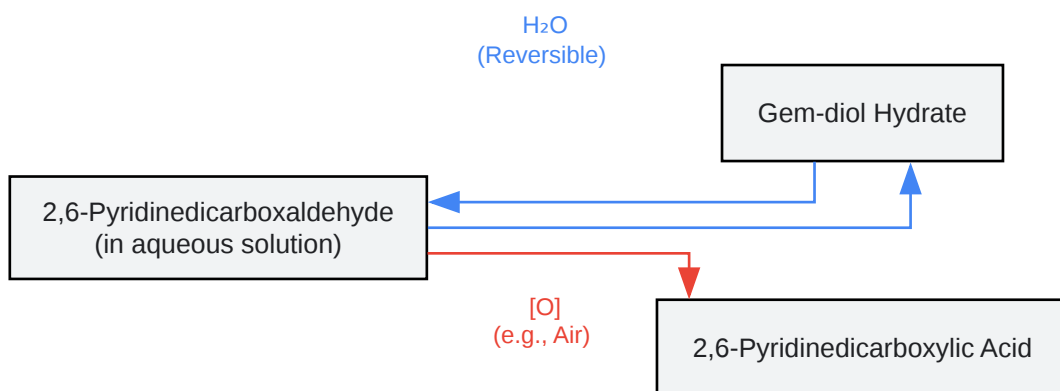 H₂O
(Reversible)
Gem-diol Hydrate
2,6-Pyridinedicarboxaldehyde
(in aqueous solution)
[O]
(e.g., Air)
2,6-Pyridinedicarboxylic Acid